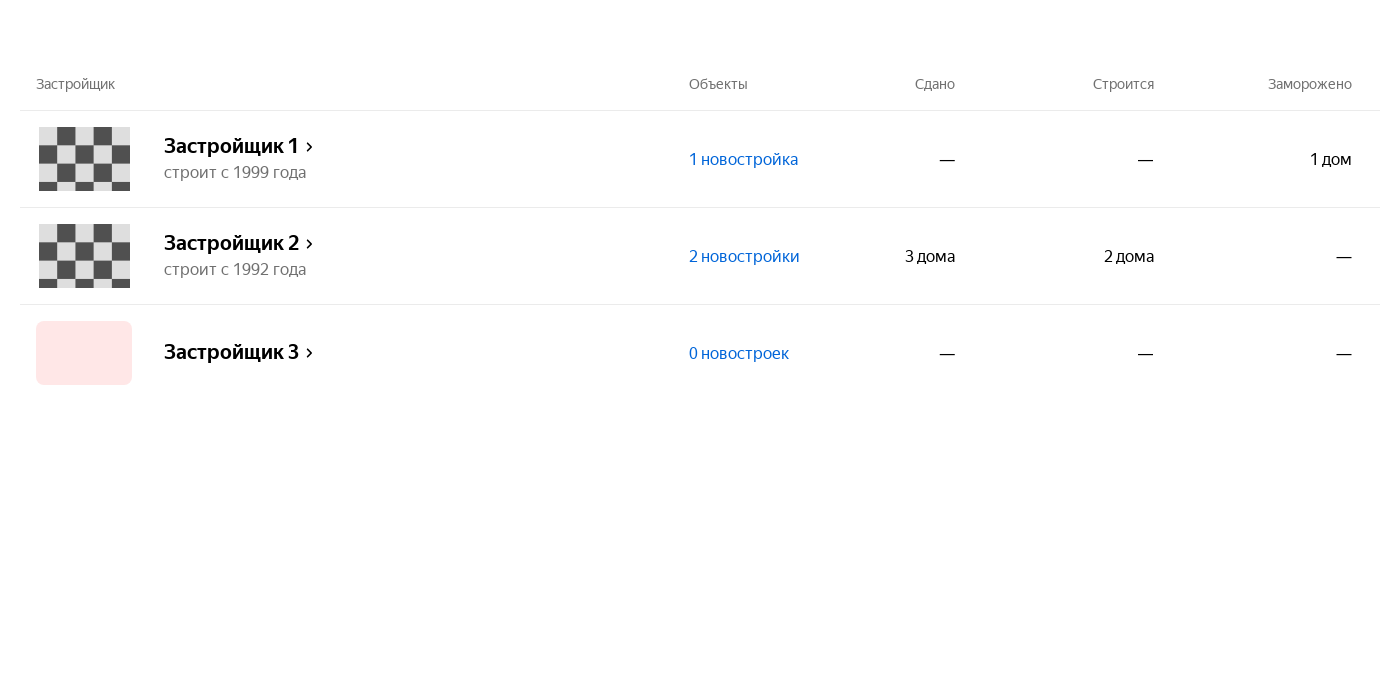 Застройщик Объекты Сдано Строится Заморожено
Застройщик 1 ›
строит с 1999 года
1 новостройка — — 1 дом
Застройщик 2 ›
строит с 1992 года
2 новостройки 3 дома 2 дома —
Застройщик 3 ›
0 новостроек — — —